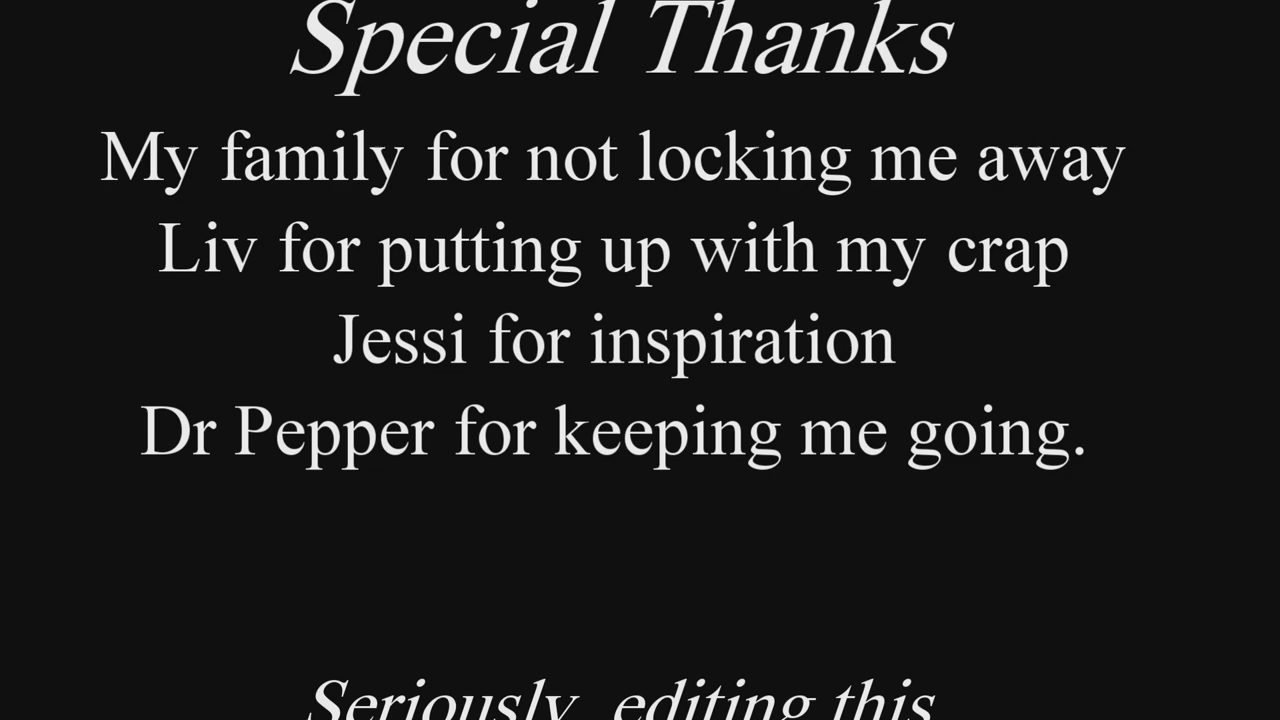 Special Thanks
My family for not locking me away
Liv for putting up with my crap
Jessi for inspiration
Dr Pepper for keeping me going.
Seriously, editing this